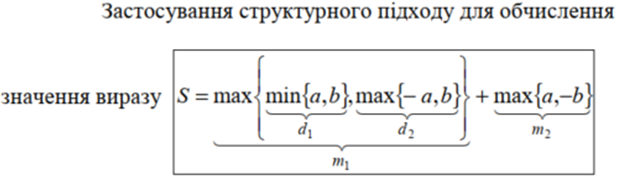 Застосування структурного підходу для обчислення
значення виразу S = max{min{a,b},max{− a,b}} + max{a,−b}
d₁ d₂ m₂
m₁